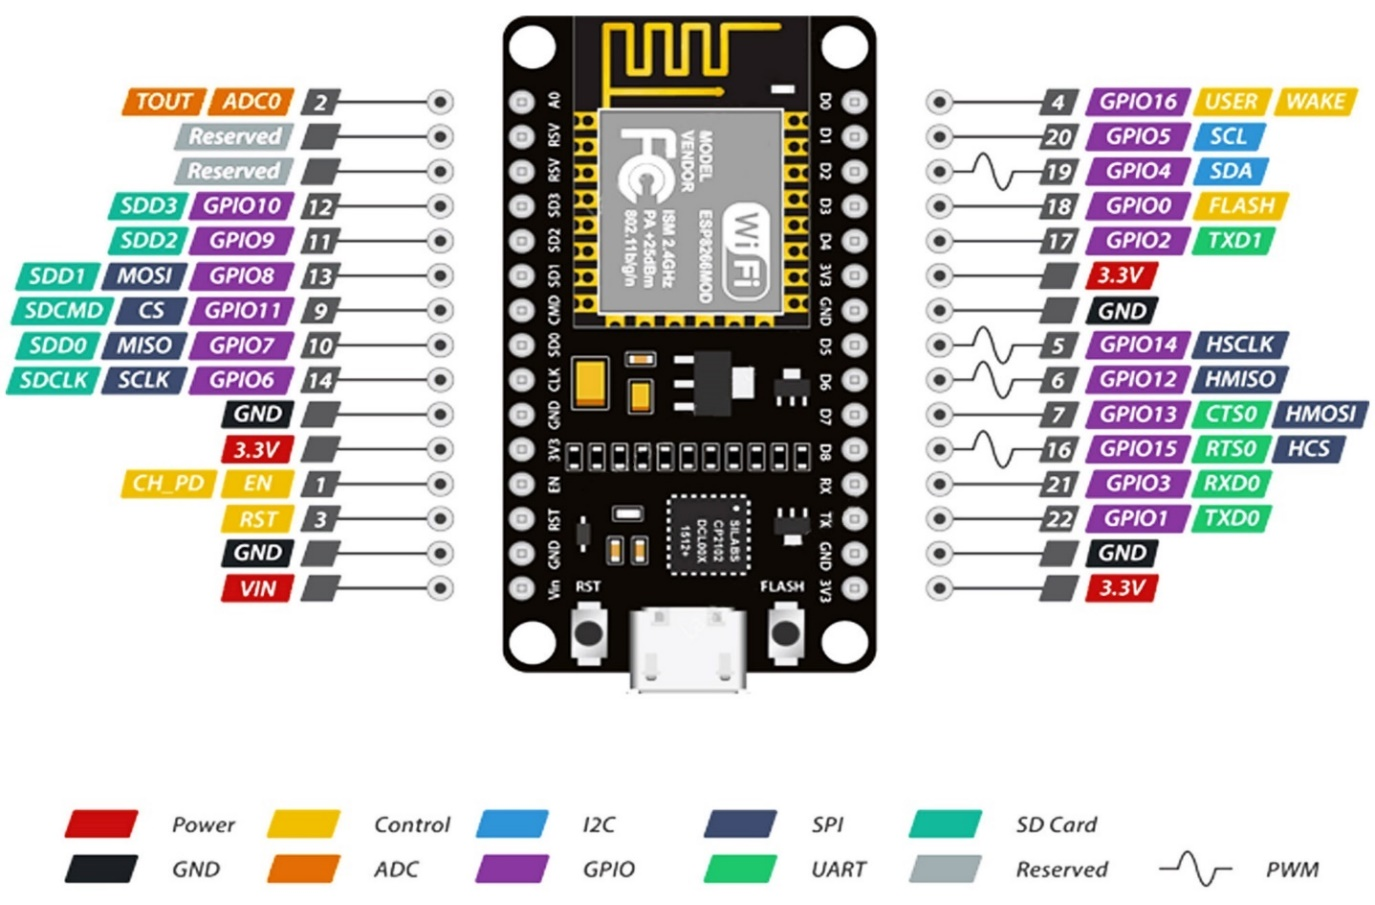 TOUT ADC0 2
Reserved
Reserved
SDD3 GPIO10 12
SDD2 GPIO9 11
SDD1 MOSI GPIO8 13
SDCMD CS GPIO11 9
SDD0 MISO GPIO7 10
SDCLK SCLK GPIO6 14
GND
3.3V
CH_PD EN 1
RST 3
GND
VIN
A0
RSV
RSV
SD3
SD2
SD1
CMD
SD0
CLK
GND
3V3
EN
RST
GND
Vin
MODEL
VENDOR
FC
ISM 2.4GHz
PA +25dBm
802.11b/g/n
WiFi
ESP8266MOD
SILABS
CP2102
DCL00X
1512+
RST
FLASH
D0
D1
D2
D3
D4
3V3
GND
D5
D6
D7
D8
RX
TX
GND
3V3
4 GPIO16 USER WAKE
20 GPIO5 SCL
19 GPIO4 SDA
18 GPIO0 FLASH
17 GPIO2 TXD1
3.3V
GND
5 GPIO14 HSCLK
6 GPIO12 HMISO
7 GPIO13 CTS0 HMOSI
16 GPIO15 RTS0 HCS
21 GPIO3 RXD0
22 GPIO1 TXD0
GND
3.3V
Power Control I2C SPI SD Card
GND ADC GPIO UART Reserved PWM